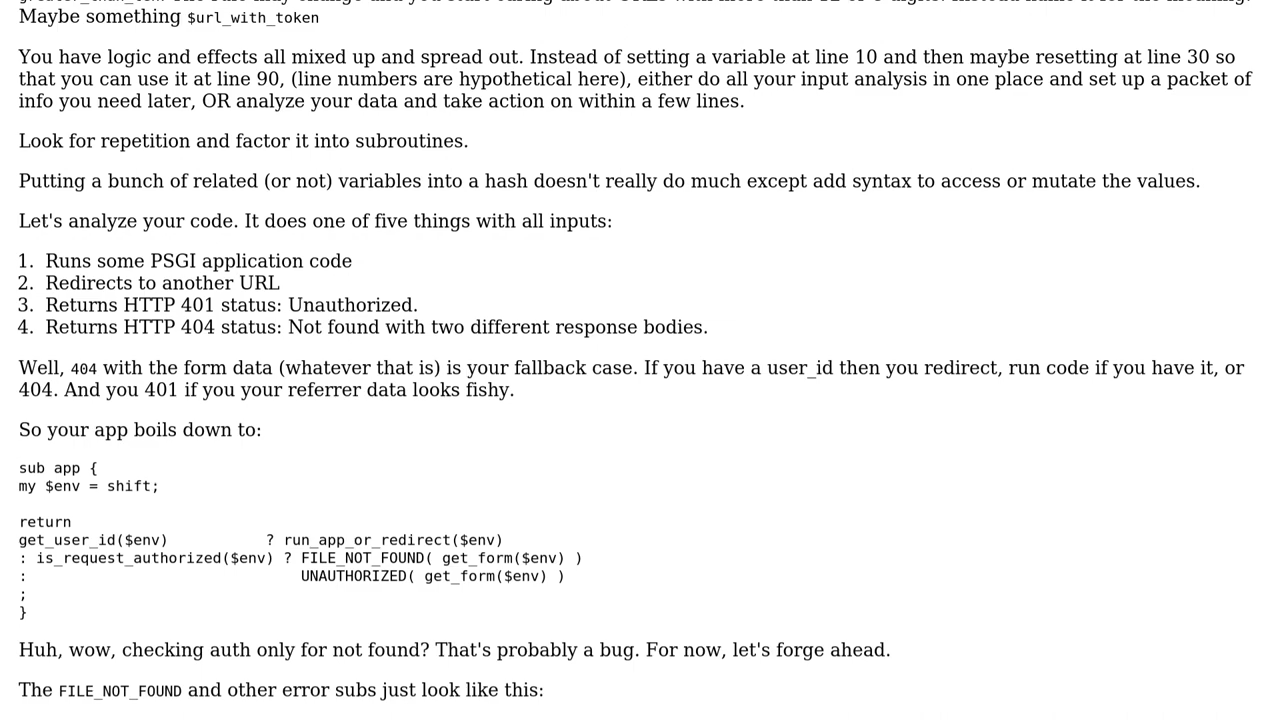 Maybe something $url_with_token
You have logic and effects all mixed up and spread out. Instead of setting a variable at line 10 and then maybe resetting at line 30 so
that you can use it at line 90, (line numbers are hypothetical here), either do all your input analysis in one place and set up a packet of
info you need later, OR analyze your data and take action on within a few lines.
Look for repetition and factor it into subroutines.
Putting a bunch of related (or not) variables into a hash doesn't really do much except add syntax to access or mutate the values.
Let's analyze your code. It does one of five things with all inputs:
1. Runs some PSGI application code
2. Redirects to another URL
3. Returns HTTP 401 status: Unauthorized.
4. Returns HTTP 404 status: Not found with two different response bodies.
Well, 404 with the form data (whatever that is) is your fallback case. If you have a user_id then you redirect, run code if you have it, or
404. And you 401 if you your referrer data looks fishy.
So your app boils down to:
sub app {
my $env = shift;
return
get_user_id($env) ? run_app_or_redirect($env)
: is_request_authorized($env) ? FILE_NOT_FOUND( get_form($env) )
: UNAUTHORIZED( get_form($env) )
;
}
Huh, wow, checking auth only for not found? That's probably a bug. For now, let's forge ahead.
The FILE_NOT_FOUND and other error subs just look like this: